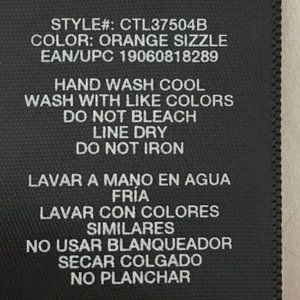 STYLE#: CTL37504B
COLOR: ORANGE SIZZLE
EAN/UPC 19060818289
HAND WASH COOL
WASH WITH LIKE COLORS
DO NOT BLEACH
LINE DRY
DO NOT IRON
LAVAR A MANO EN AGUA
FRÍA
LAVAR CON COLORES
SIMILARES
NO USAR BLANQUEADOR
SECAR COLGADO
NO PLANCHAR